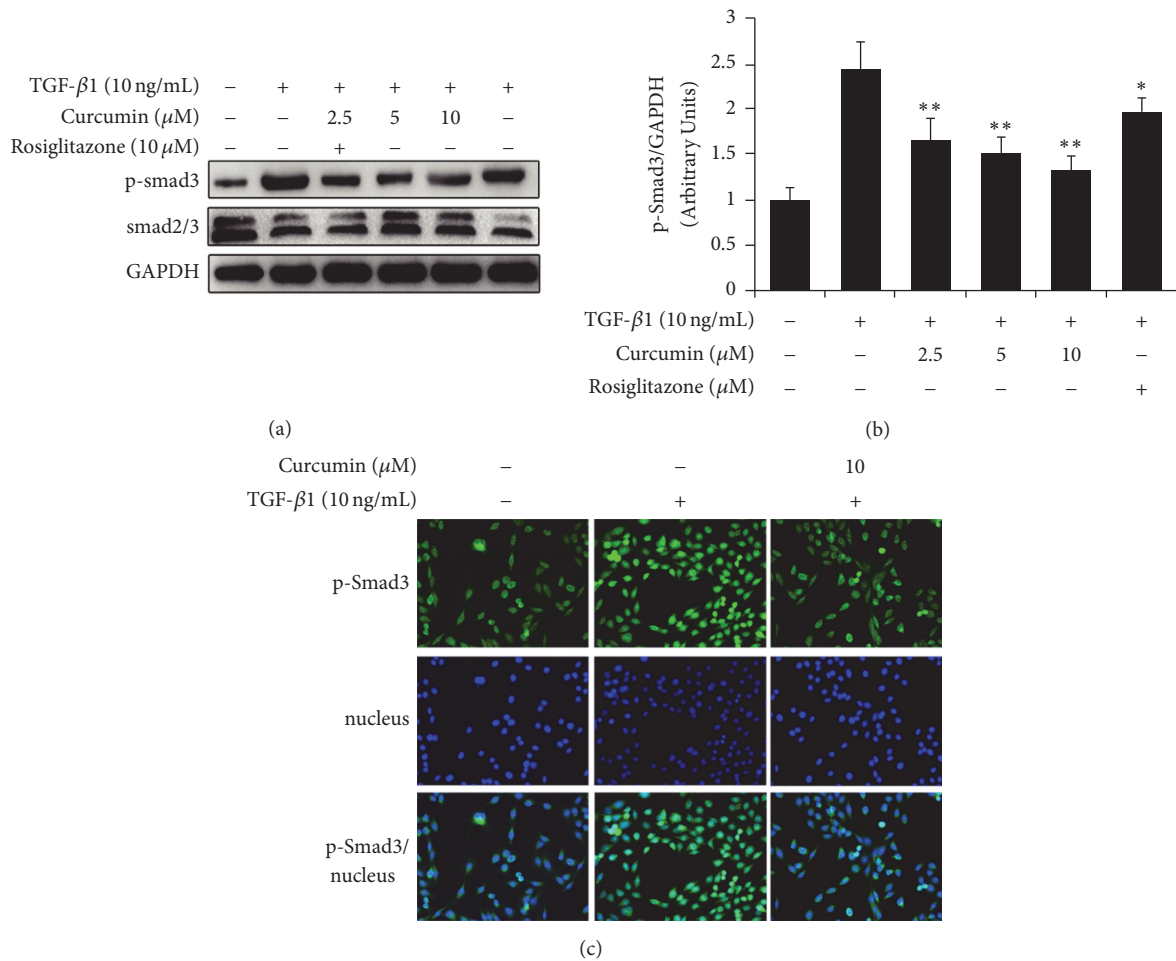 TGF-β1 (10 ng/mL) – + + + + +
Curcumin (μM) – – 2.5 5 10 –
Rosiglitazone (10 μM) – – + – – –
p-smad3
smad2/3
GAPDH
(a)
p-Smad3/GAPDH
(Arbitrary Units)
3
2.5
2
1.5
1
0.5
0
**
**
**
*
TGF-β1 (10 ng/mL) – + + + + +
Curcumin (μM) – – 2.5 5 10 –
Rosiglitazone (μM) – – – – – +
(b)
Curcumin (μM) – – 10
TGF-β1 (10 ng/mL) – + +
p-Smad3
nucleus
p-Smad3/
nucleus
(c)